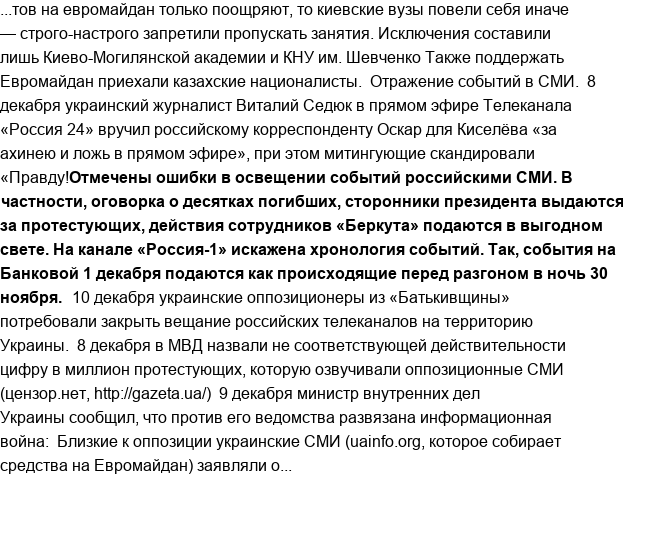 ...тов на евромайдан только поощряют, то киевские вузы повели себя иначе
— строго-настрого запретили пропускать занятия. Исключения составили
лишь Киево-Могилянской академии и КНУ им. Шевченко Также поддержать
Евромайдан приехали казахские националисты.  Отражение событий в СМИ.  8
декабря украинский журналист Виталий Седюк в прямом эфире Телеканала
«Россия 24» вручил российскому корреспонденту Оскар для Киселёва «за
ахинею и ложь в прямом эфире», при этом митингующие скандировали
«Правду!Отмечены ошибки в освещении событий российскими СМИ. В
частности, оговорка о десятках погибших, сторонники президента выдаются
за протестующих, действия сотрудников «Беркута» подаются в выгодном
свете. На канале «Россия-1» искажена хронология событий. Так, события на
Банковой 1 декабря подаются как происходящие перед разгоном в ночь 30
ноября.  10 декабря украинские оппозиционеры из «Батькивщины»
потребовали закрыть вещание российских телеканалов на территорию
Украины.  8 декабря в МВД назвали не соответствующей действительности
цифру в миллион протестующих, которую озвучивали оппозиционные СМИ
(цензор.нет, http://gazeta.ua/)  9 декабря министр внутренних дел
Украины сообщил, что против его ведомства развязана информационная
война:  Близкие к оппозиции украинские СМИ (uainfo.org, которое собирает
средства на Евромайдан) заявляли о...